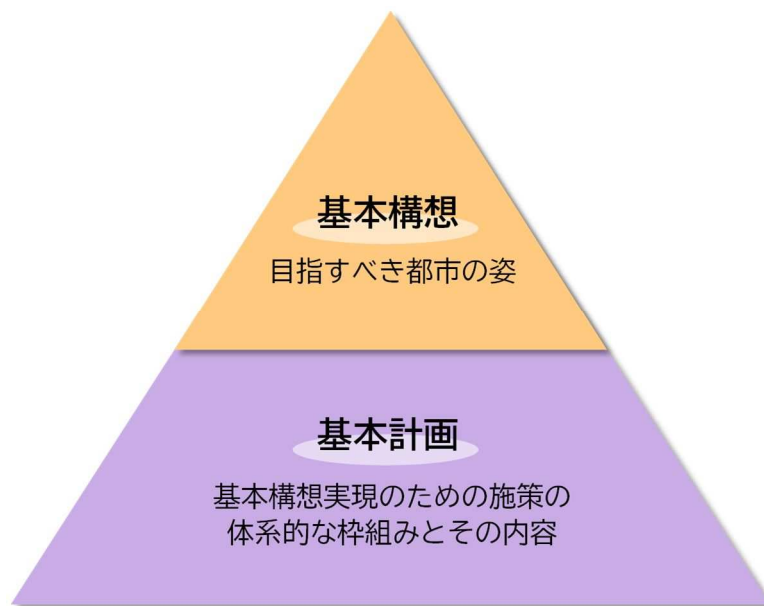 基本構想
目指すべき都市の姿
基本計画
基本構想実現のための施策の
体系的な枠組みとその内容